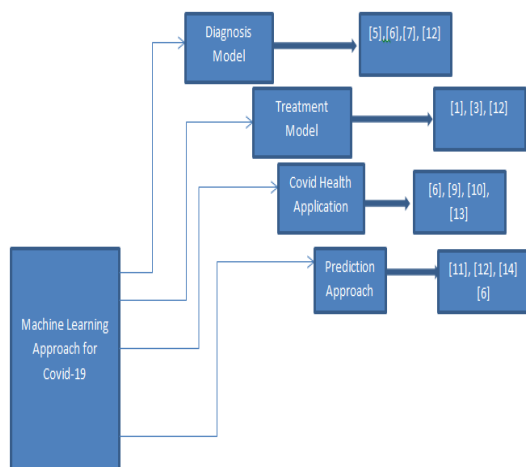 Diagnosis
Model
[5],[6],[7], [12]
Treatment
Model
[1], [3], [12]
Covid Health
Application
[6], [9], [10],
[13]
Prediction
Approach
[11], [12], [14]
[6]
Machine Learning
Approach for
Covid-19